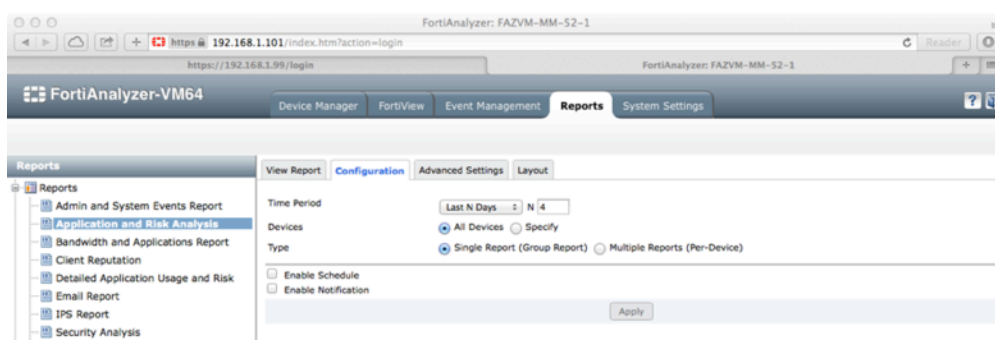 FortiAnalyzer: FAZVM-MM-52-1
https 192.168.1.101/index.htm?action=login Reader
https://192.168.1.99/login FortiAnalyzer: FAZVM-MM-52-1
FortiAnalyzer-VM64
Device Manager FortiView Event Management Reports System Settings
Reports
View Report Configuration Advanced Settings Layout
Reports
Admin and System Events Report
Application and Risk Analysis
Bandwidth and Applications Report
Client Reputation
Detailed Application Usage and Risk
Email Report
IPS Report
Security Analysis
Time Period Last N Days N 4
Devices All Devices Specify
Type Single Report (Group Report) Multiple Reports (Per-Device)
Enable Schedule
Enable Notification
Apply